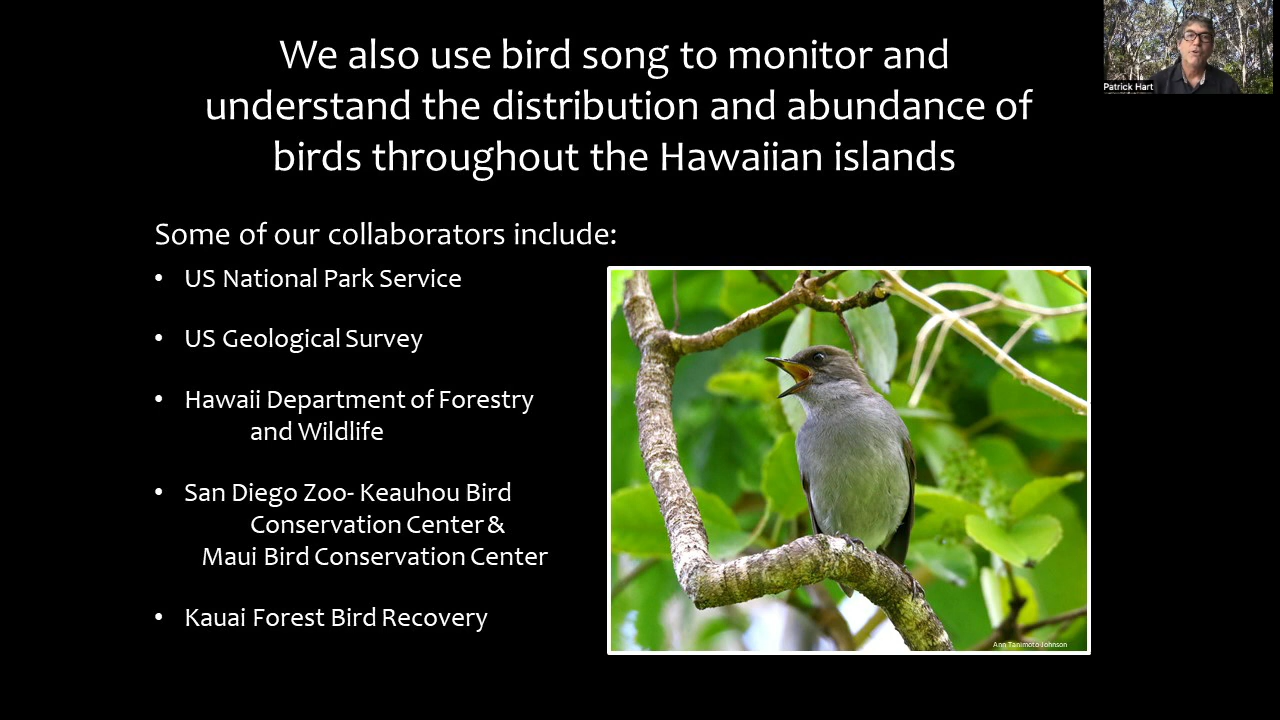 We also use bird song to monitor and
understand the distribution and abundance of
birds throughout the Hawaiian islands
Patrick Hart
Some of our collaborators include:
• US National Park Service
• US Geological Survey
• Hawaii Department of Forestry
and Wildlife
• San Diego Zoo- Keauhou Bird
Conservation Center &
Maui Bird Conservation Center
• Kauai Forest Bird Recovery
Ann Tanimoto-Johnson